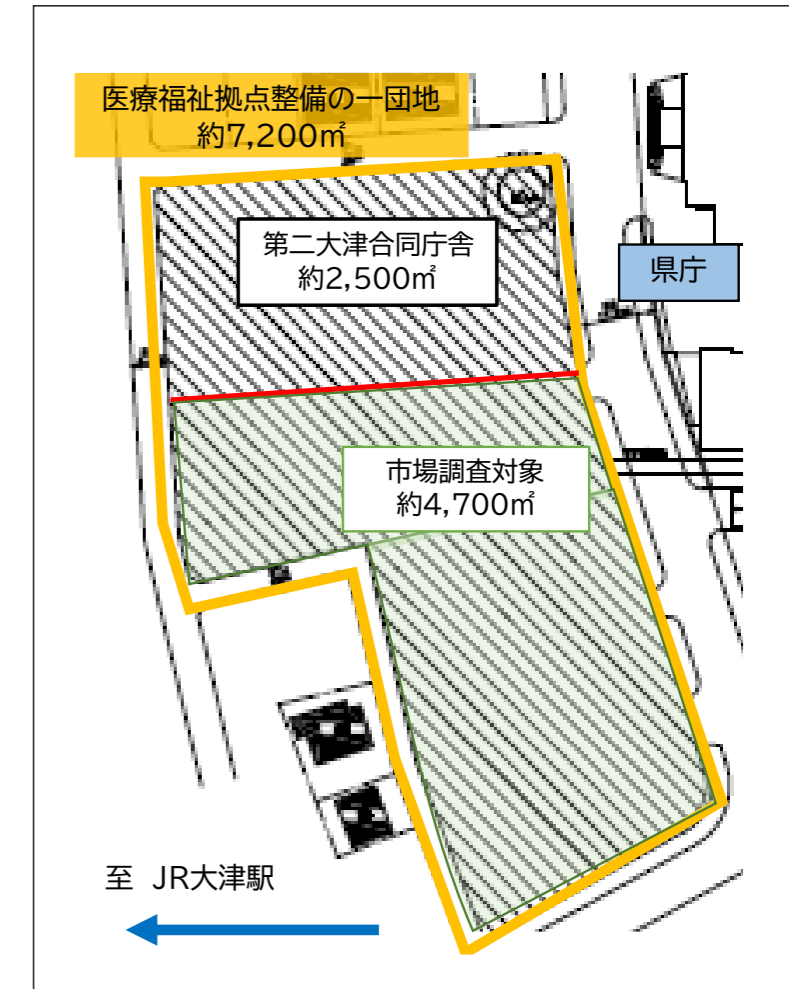 医療福祉拠点整備の一団地
約7,200㎡
第二大津合同庁舎
約2,500㎡
県庁
市場調査対象
約4,700㎡
至 JR大津駅